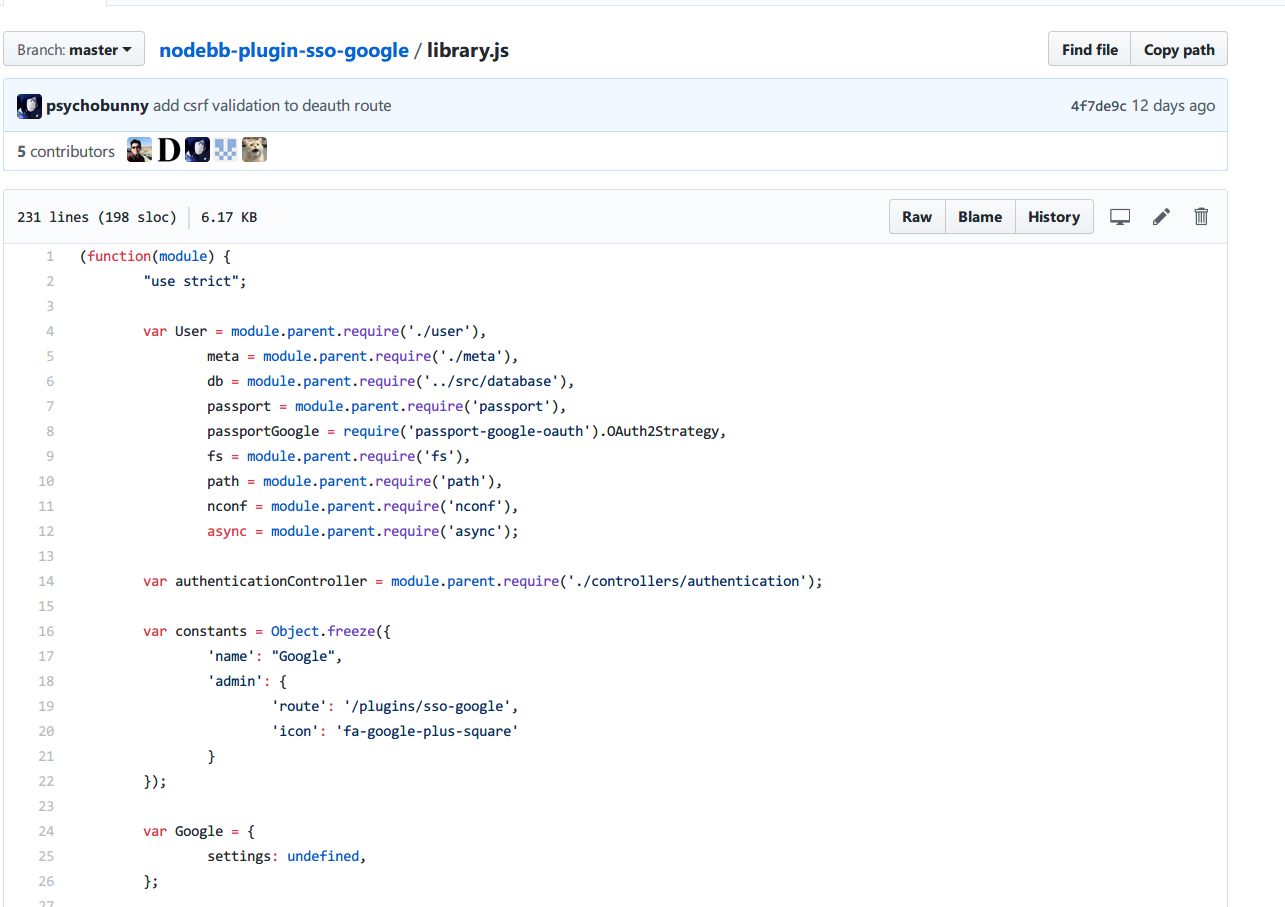 Branch: master
nodebb-plugin-sso-google / library.js
Find file
Copy path
psychobunny add csrf validation to deauth route
4f7de9c 12 days ago
5 contributors
D
231 lines (198 sloc)
6.17 KB
Raw
Blame
History
1 (function(module) {
2 "use strict";
3
4 var User = module.parent.require('./user'),
5 meta = module.parent.require('./meta'),
6 db = module.parent.require('../src/database'),
7 passport = module.parent.require('passport'),
8 passportGoogle = require('passport-google-oauth').OAuth2Strategy,
9 fs = module.parent.require('fs'),
10 path = module.parent.require('path'),
11 nconf = module.parent.require('nconf'),
12 async = module.parent.require('async');
13
14 var authenticationController = module.parent.require('./controllers/authentication');
15
16 var constants = Object.freeze({
17 'name': "Google",
18 'admin': {
19 'route': '/plugins/sso-google',
20 'icon': 'fa-google-plus-square'
21 }
22 });
23
24 var Google = {
25 settings: undefined,
26 };
27